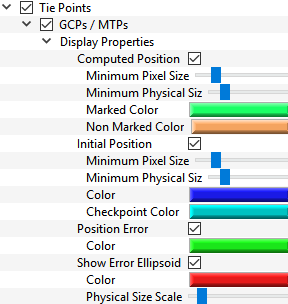 Tie Points
GCPs / MTPs
Display Properties
Computed Position
Minimum Pixel Size
Minimum Physical Siz
Marked Color
Non Marked Color
Initial Position
Minimum Pixel Size
Minimum Physical Siz
Color
Checkpoint Color
Position Error
Color
Show Error Ellipsoid
Color
Physical Size Scale